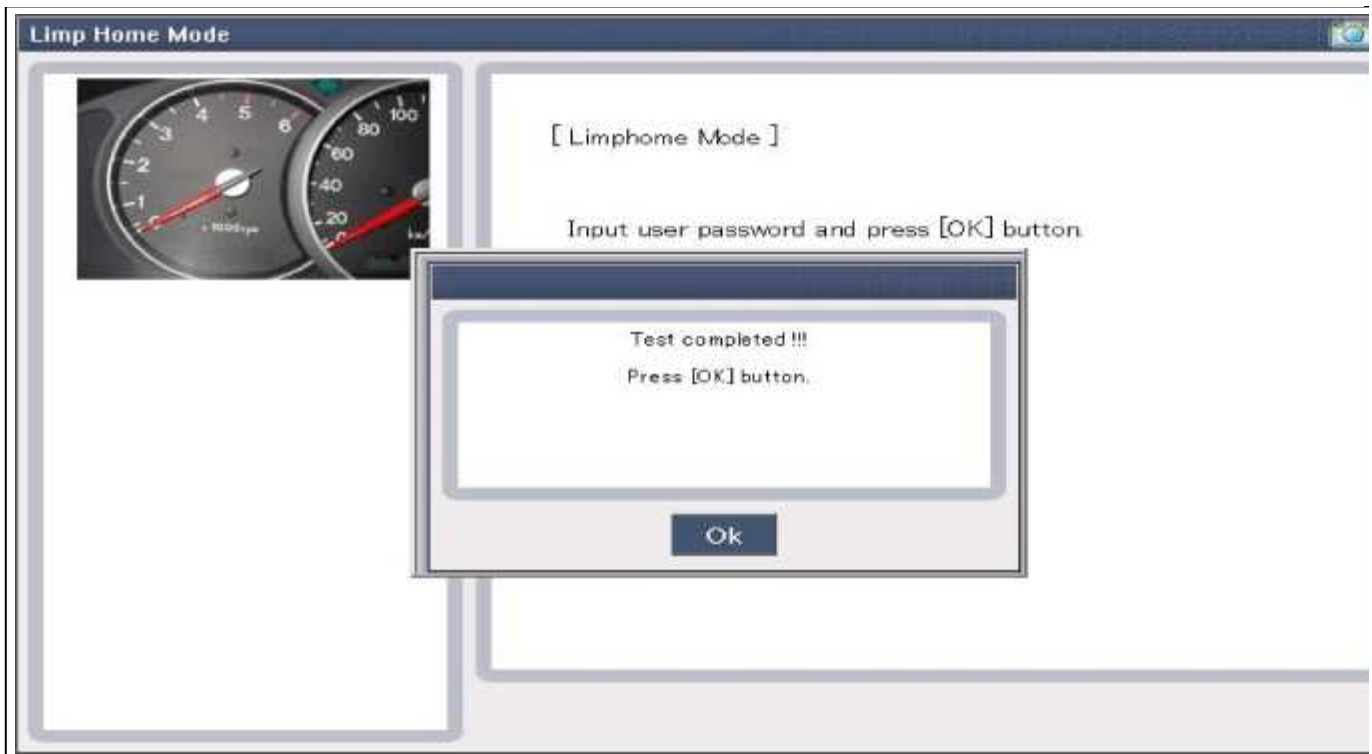 Limp Home Mode
1
2
3
4
5
6
20
40
60
80
100
[ Limphome Mode ]
Input user password and press [OK] button.
Test completed !!!
Press [OK] button.
Ok